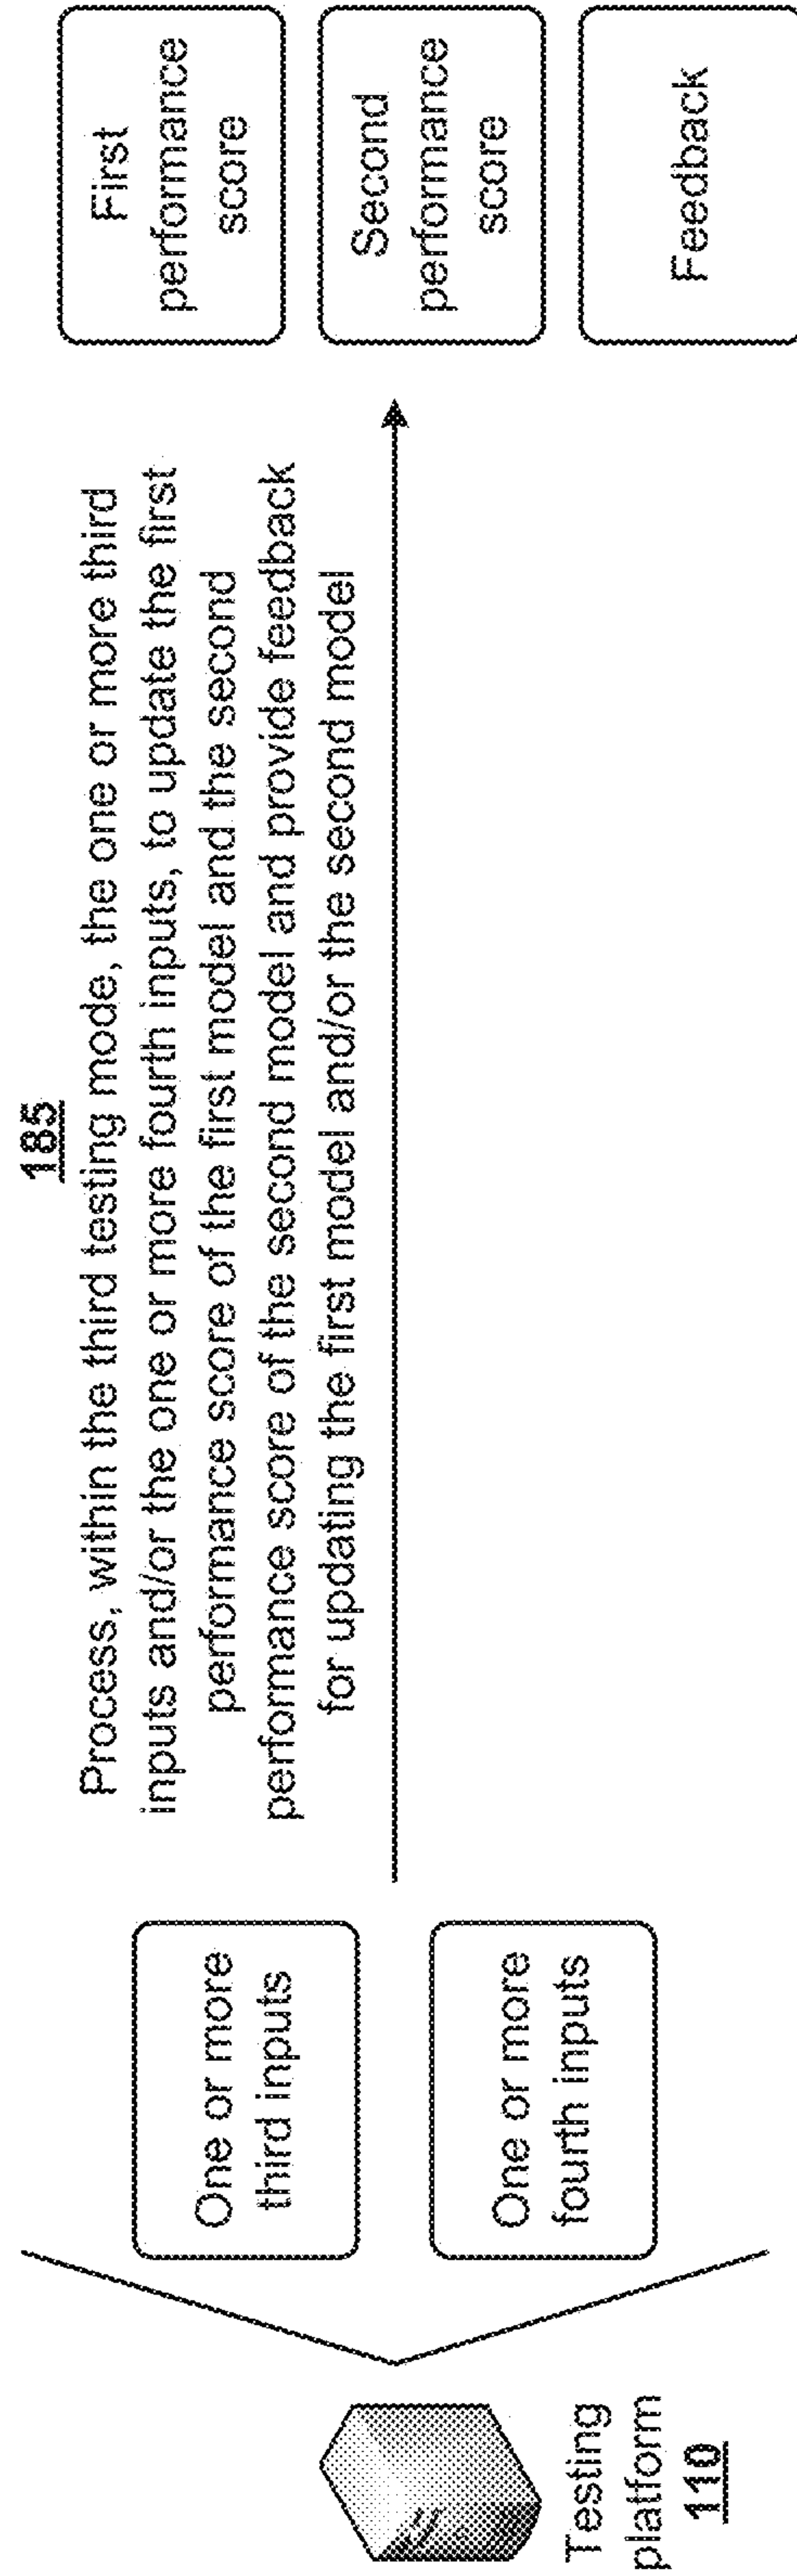 Testing
platform
110
One or more
third inputs
One or more
fourth inputs
185
Process, within the third testing mode, the one or more third
inputs and/or the one or more fourth inputs, to update the first
performance score of the first model and the second
performance score of the second model and provide feedback
for updating the first model and/or the second model
First
performance
score
Second
performance
score
Feedback